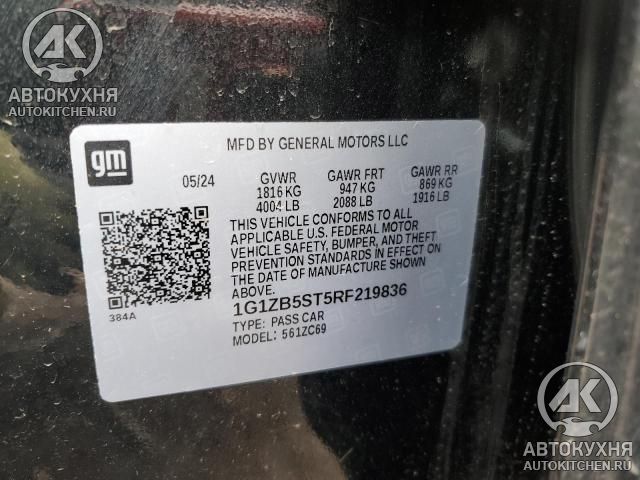 АК
АВТОКУХНЯ
AUTOKITCHEN.RU
gm
MFD BY GENERAL MOTORS LLC
05/24 GVWR GAWR FRT GAWR RR
1816 KG 947 KG 869 KG
4004 LB 2088 LB 1916 LB
THIS VEHICLE CONFORMS TO ALL
APPLICABLE U.S. FEDERAL MOTOR
VEHICLE SAFETY, BUMPER, AND THEFT
PREVENTION STANDARDS IN EFFECT ON
THE DATE OF MANUFACTURE SHOWN
ABOVE.
384A
1G1ZB5ST5RF219836
TYPE: PASS CAR
MODEL: 561ZC69
АК
АВТОКУХНЯ
AUTOKITCHEN.RU